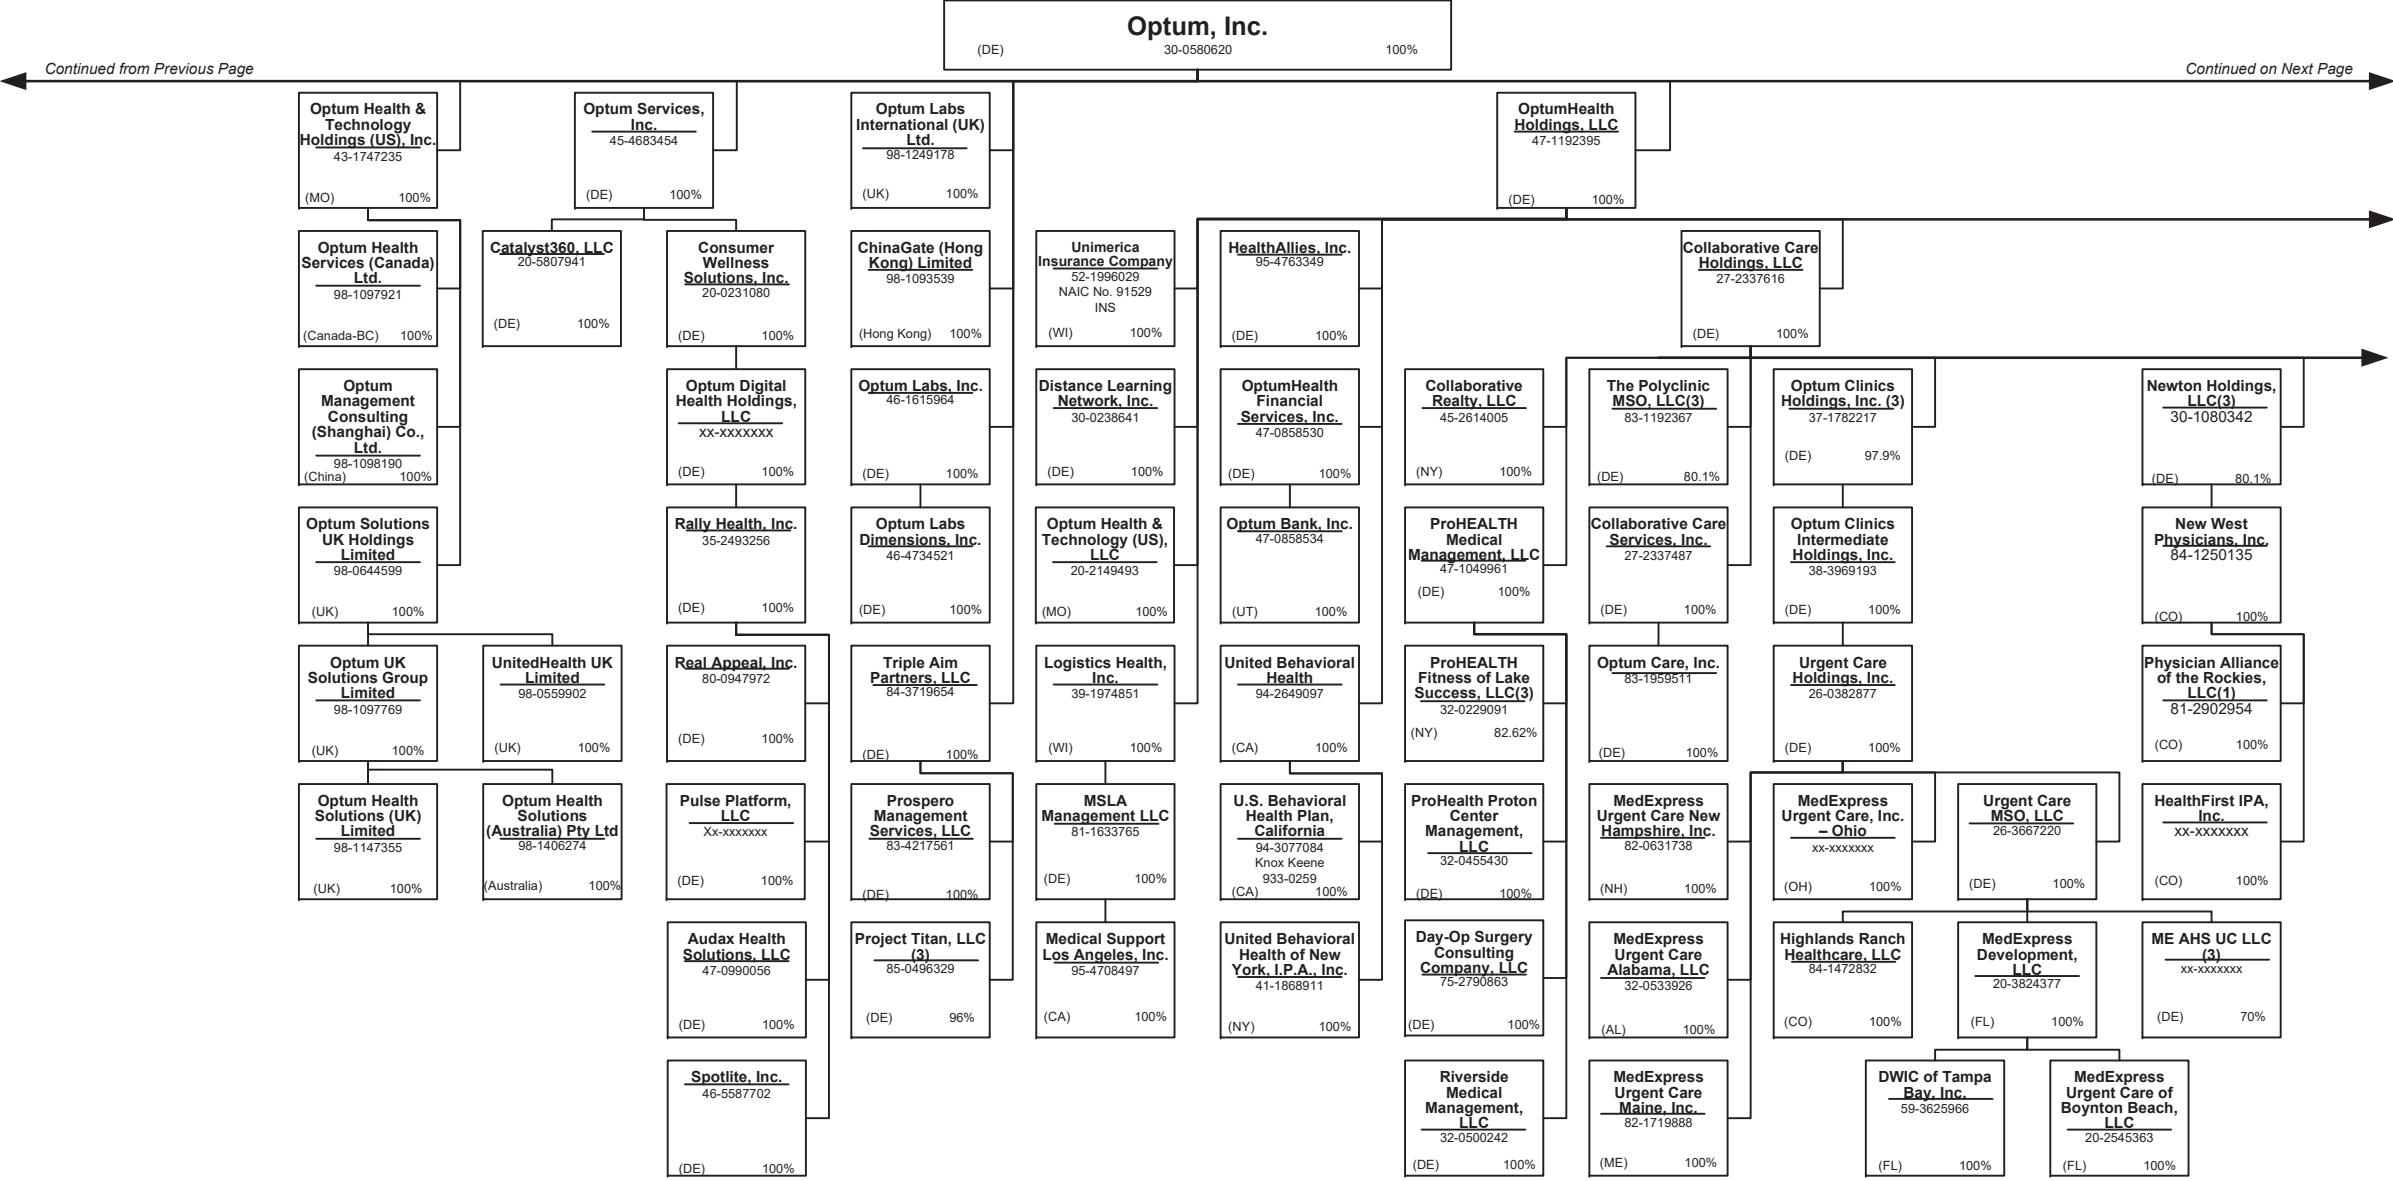 Optum, Inc.
(DE) 30-0580620 100%
Continued from Previous Page
Continued on Next Page
Optum Health &
Technology
Holdings (US), Inc.
43-1747235
(MO) 100%
Optum Services,
Inc.
45-4683454
(DE) 100%
Optum Labs
International (UK)
Ltd.
98-1249178
(UK) 100%
OptumHealth
Holdings, LLC
47-1192395
(DE) 100%
Optum Health
Services (Canada)
Ltd.
98-1097921
(Canada-BC) 100%
Catalyst360, LLC
20-5807941
(DE) 100%
Consumer
Wellness
Solutions, Inc.
20-0231080
(DE) 100%
ChinaGate (Hong
Kong) Limited
98-1093539
(Hong Kong) 100%
Unimerica
Insurance Company
52-1996029
NAIC No. 91529
INS
(WI) 100%
HealthAllies, Inc.
95-4763349
(DE) 100%
Collaborative Care
Holdings, LLC
27-2337616
(DE) 100%
Optum
Management
Consulting
(Shanghai) Co.,
Ltd.
98-1098190
(China) 100%
Optum Digital
Health Holdings,
LLC
xx-xxxxxxx
(DE) 100%
Optum Labs, Inc.
46-1615964
(DE) 100%
Distance Learning
Network, Inc.
30-0238641
(DE) 100%
OptumHealth
Financial
Services, Inc.
47-0858530
(DE) 100%
Collaborative
Realty, LLC
45-2614005
(NY) 100%
The Polyclinic
MSO, LLC(3)
83-1192367
(DE) 80.1%
Optum Clinics
Holdings, Inc. (3)
37-1782217
(DE) 97.9%
Newton Holdings,
LLC(3)
30-1080342
(DE) 80.1%
Optum Solutions
UK Holdings
Limited
98-0644599
(UK) 100%
Rally Health, Inc.
35-2493256
(DE) 100%
Optum Labs
Dimensions, Inc.
46-4734521
(DE) 100%
Optum Health &
Technology (US),
LLC
20-2149493
(MO) 100%
Optum Bank, Inc.
47-0858534
(UT) 100%
ProHEALTH
Medical
Management, LLC
47-1049961
(DE) 100%
Collaborative Care
Services, Inc.
27-2337487
(DE) 100%
Optum Clinics
Intermediate
Holdings, Inc.
38-3969193
(DE) 100%
New West
Physicians, Inc.
84-1250135
(CO) 100%
Optum UK
Solutions Group
Limited
98-1097769
(UK) 100%
UnitedHealth UK
Limited
98-0559902
(UK) 100%
Real Appeal, Inc.
80-0947972
(DE) 100%
Triple Aim
Partners, LLC
84-3719654
(DE) 100%
Logistics Health,
Inc.
39-1974851
(WI) 100%
United Behavioral
Health
94-2649097
(CA) 100%
ProHEALTH
Fitness of Lake
Success, LLC(3)
32-0229091
(NY) 82.62%
Optum Care, Inc.
83-1959511
(DE) 100%
Urgent Care
Holdings, Inc.
26-0382877
(DE) 100%
Physician Alliance
of the Rockies,
LLC(1)
81-2902954
(CO) 100%
Optum Health
Solutions (UK)
Limited
98-1147355
(UK) 100%
Optum Health
Solutions
(Australia) Pty Ltd
98-1406274
(Australia) 100%
Pulse Platform,
LLC
Xx-xxxxxxx
(DE) 100%
Prospero
Management
Services, LLC
83-4217561
(DE) 100%
MSLA
Management LLC
81-1633765
(DE) 100%
U.S. Behavioral
Health Plan,
California
94-3077084
Knox Keene
933-0259
(CA) 100%
ProHealth Proton
Center
Management,
LLC
32-0455430
(DE) 100%
MedExpress
Urgent Care New
Hampshire, Inc.
82-0631738
(NH) 100%
MedExpress
Urgent Care, Inc.
– Ohio
xx-xxxxxxx
(OH) 100%
Urgent Care
MSO, LLC
26-3667220
(DE) 100%
HealthFirst IPA,
Inc.
xx-xxxxxxx
(CO) 100%
Audax Health
Solutions, LLC
47-0990056
(DE) 100%
Project Titan, LLC
(3)
85-0496329
(DE) 96%
Medical Support
Los Angeles, Inc.
95-4708497
(CA) 100%
United Behavioral
Health of New
York, I.P.A., Inc.
41-1868911
(NY) 100%
Day-Op Surgery
Consulting
Company, LLC
75-2790863
(DE) 100%
MedExpress
Urgent Care
Alabama, LLC
32-0533926
(AL) 100%
Highlands Ranch
Healthcare, LLC
84-1472832
(CO) 100%
MedExpress
Development,
LLC
20-3824377
(FL) 100%
ME AHS UC LLC
(3)
xx-xxxxxxx
(DE) 70%
Spotlite, Inc.
46-5587702
(DE) 100%
Riverside
Medical
Management,
LLC
32-0500242
(DE) 100%
MedExpress
Urgent Care
Maine, Inc.
82-1719888
(ME) 100%
DWIC of Tampa
Bay, Inc.
59-3625966
(FL) 100%
MedExpress
Urgent Care of
Boynton Beach,
LLC
20-2545363
(FL) 100%